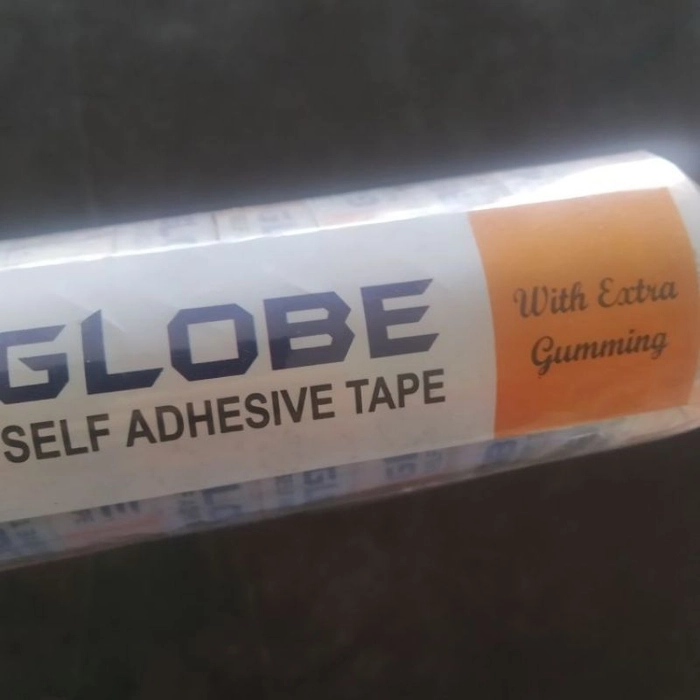 GLOBE
SELF ADHESIVE TAPE
With Extra
Gumming